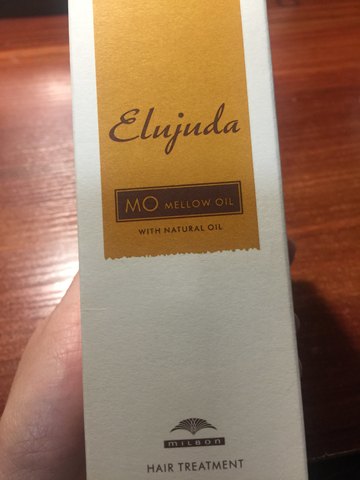 Elujuda
MO MELLOW OIL
WITH NATURAL OIL
MILBON
HAIR TREATMENT